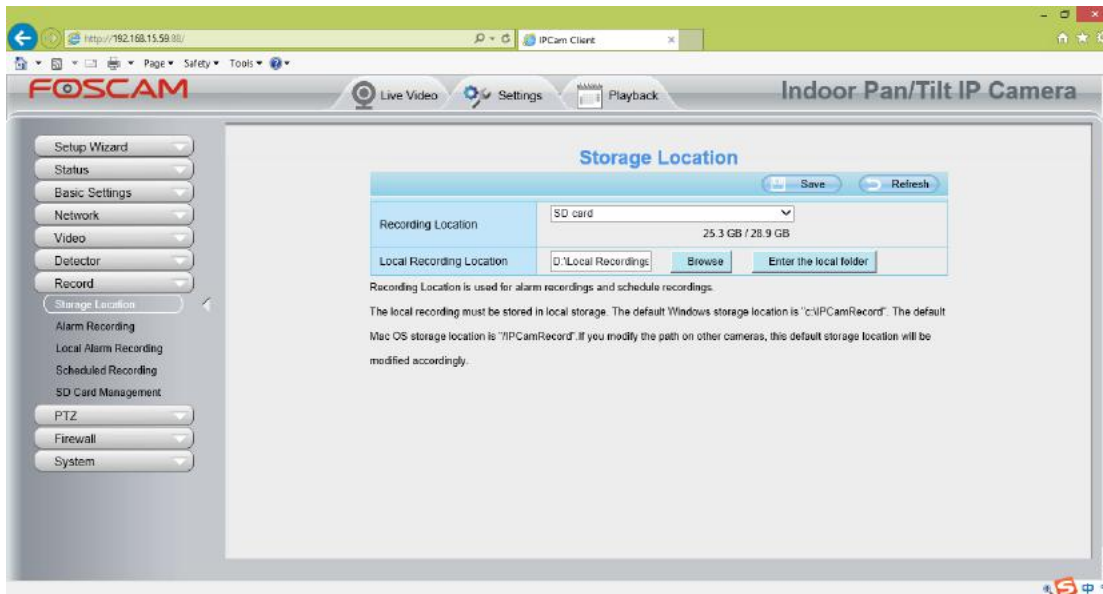 http://192.168.15.59:88/
IPCam Client
Page Safety Tools
FOSCAM
Live Video
Settings
Playback
Indoor Pan/Tilt IP Camera
Setup Wizard
Status
Basic Settings
Network
Video
Detector
Record
Storage Location
Alarm Recording
Local Alarm Recording
Scheduled Recording
SD Card Management
PTZ
Firewall
System
Storage Location
Save Refresh
Recording Location
SD card
25.3 GB / 28.9 GB
Local Recording Location
D:\Local Recordings
Browse
Enter the local folder
Recording Location is used for alarm recordings and schedule recordings.
The local recording must be stored in local storage. The default Windows storage location is "c:\IPCamRecord". The default
Mac OS storage location is "/IPCamRecord".If you modify the path on other cameras, this default storage location will be
modified accordingly.
中